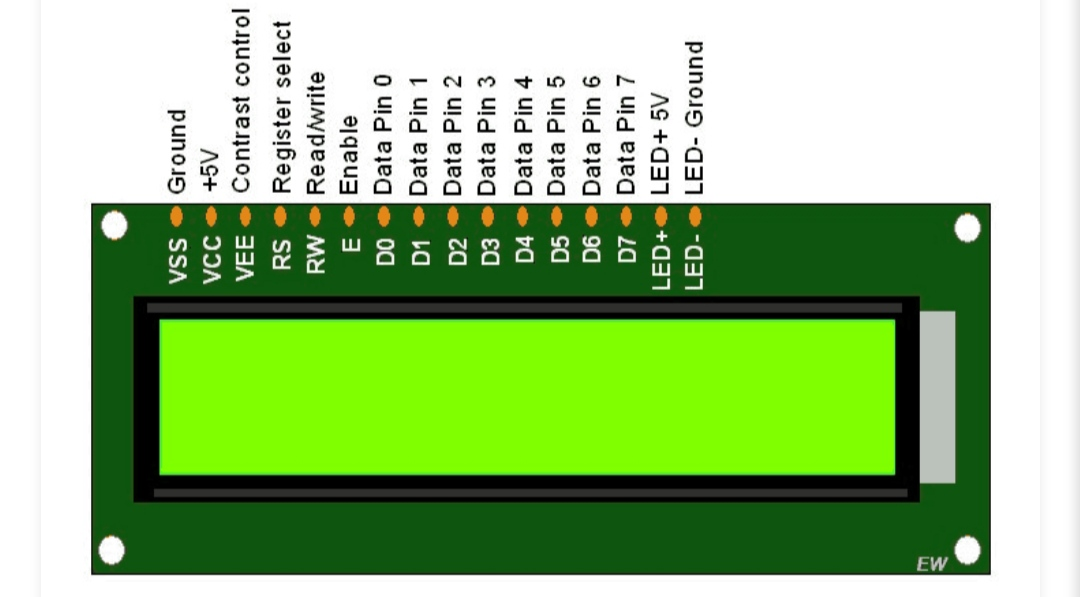 Ground
+5V
Contrast control
Register select
Read/write
Enable
Data Pin 0
Data Pin 1
Data Pin 2
Data Pin 3
Data Pin 4
Data Pin 5
Data Pin 6
Data Pin 7
LED+ 5V
LED- Ground
VSS
VCC
VEE
RS
RW
E
D0
D1
D2
D3
D4
D5
D6
D7
LED+
LED-
EW